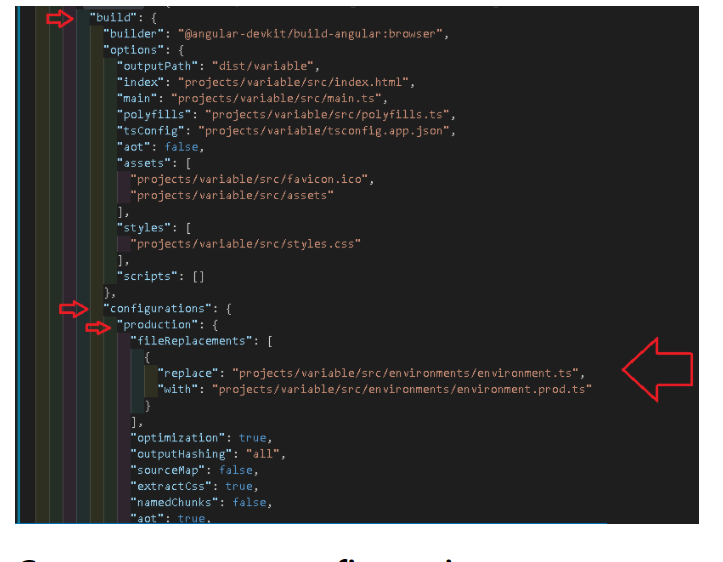 "build": {
"builder": "@angular-devkit/build-angular:browser",
"options": {
"outputPath": "dist/variable",
"index": "projects/variable/src/index.html",
"main": "projects/variable/src/main.ts",
"polyfills": "projects/variable/src/polyfills.ts",
"tsConfig": "projects/variable/tsconfig.app.json",
"aot": false,
"assets": [
"projects/variable/src/favicon.ico",
"projects/variable/src/assets"
],
"styles": [
"projects/variable/src/styles.css"
],
"scripts": []
},
"configurations": {
"production": {
"fileReplacements": [
{
"replace": "projects/variable/src/environments/environment.ts",
"with": "projects/variable/src/environments/environment.prod.ts"
}
],
"optimization": true,
"outputHashing": "all",
"sourceMap": false,
"extractCss": true,
"namedChunks": false,
"aot": true,